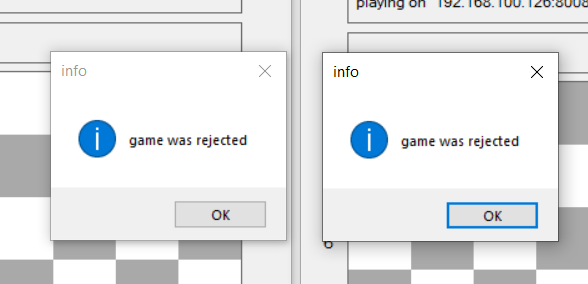 playing on "192.168.100.126:8008
info
game was rejected
OK
info
game was rejected
OK
6